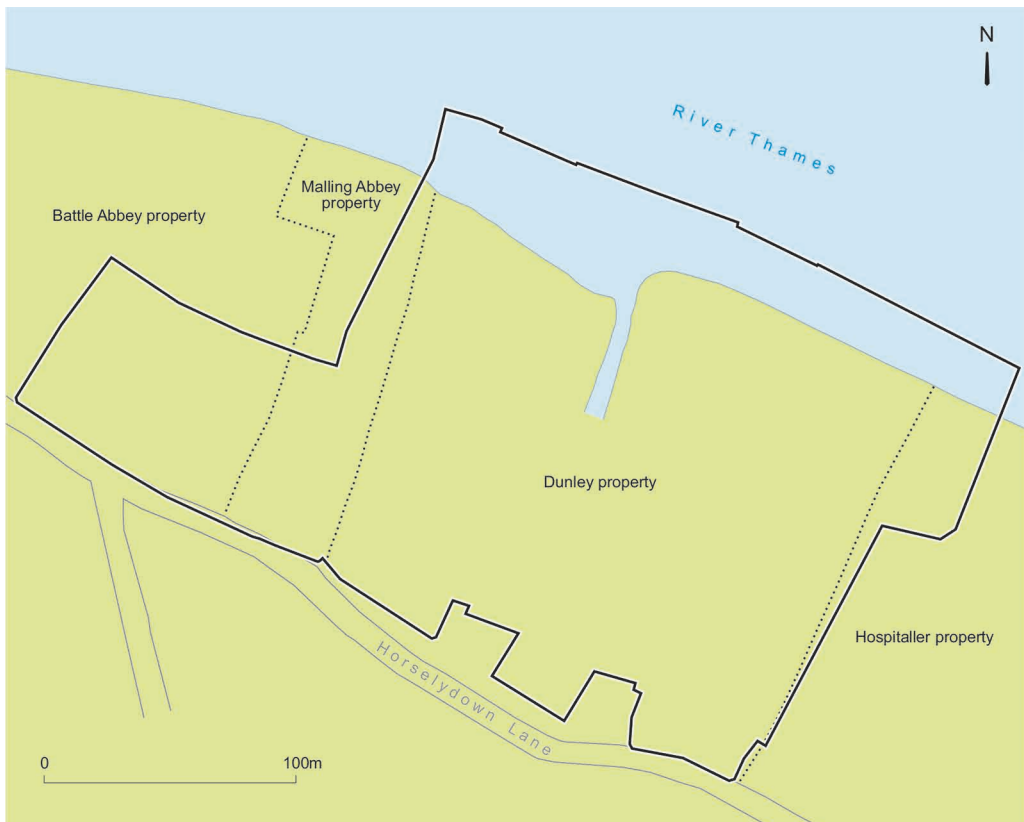 N
River Thames
Malling Abbey
property
Battle Abbey property
Dunley property
Hospitaller property
Horselydown Lane
0
100m